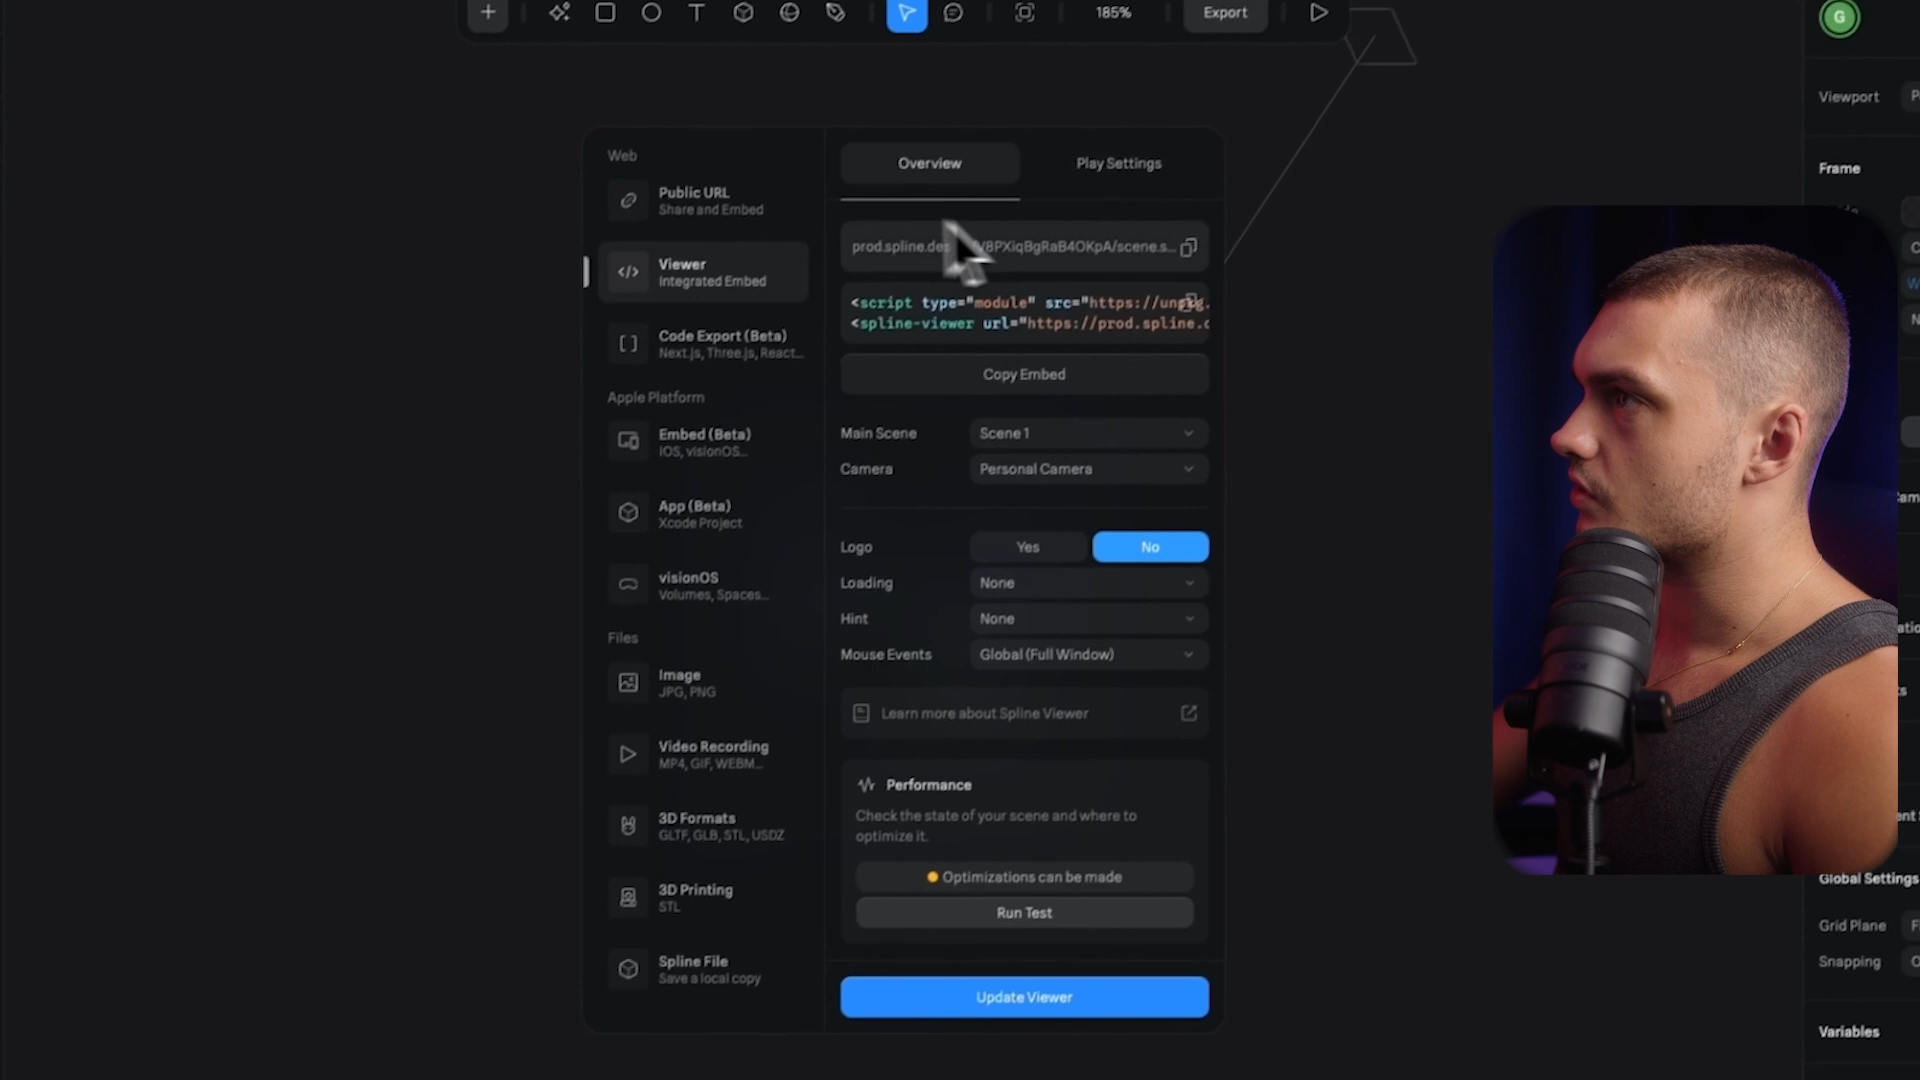 185%
Export
G
Viewport
Frame
Web
Public URL
Share and Embed
Viewer
Integrated Embed
Code Export (Beta)
Next.js, Three.js, React...
Apple Platform
Embed (Beta)
iOS, visionOS...
App (Beta)
Xcode Project
visionOS
Volumes, Spaces...
Files
Image
JPG, PNG
Video Recording
MP4, GIF, WEBM...
3D Formats
GLTF, GLB, STL, USDZ
3D Printing
STL
Spline File
Save a local copy
Overview
Play Settings
prod.spline.des
/8PXiqBgRaB4OKpA/scene.s...
<script type="module" src="https://unpkg.
<spline-viewer url="https://prod.spline.d
Copy Embed
Main Scene Scene 1
Camera Personal Camera
Logo Yes No
Loading None
Hint None
Mouse Events Global (Full Window)
Learn more about Spline Viewer
Performance
Check the state of your scene and where to
optimize it.
Optimizations can be made
Run Test
Update Viewer
Global Settings
Grid Plane
Snapping
Variables